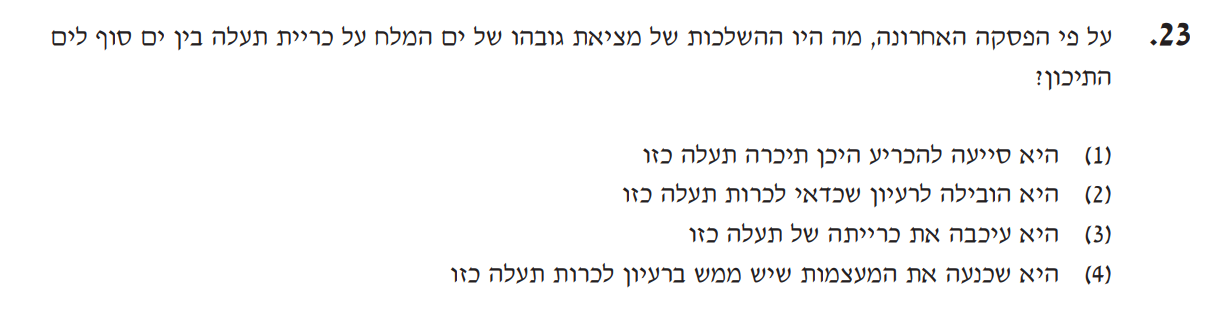 23. על פי הפסקה האחרונה, מה היו ההשלכות של מציאת גובהו של ים המלח על כריית תעלה בין ים סוף לים
התיכון?
(1) היא סייעה להכריע היכן תיכרה תעלה כזו
(2) היא הובילה לרעיון שכדאי לכרות תעלה כזו
(3) היא עיכבה את כרייתה של תעלה כזו
(4) היא שכנעה את המעצמות שיש ממש ברעיון לכרות תעלה כזו